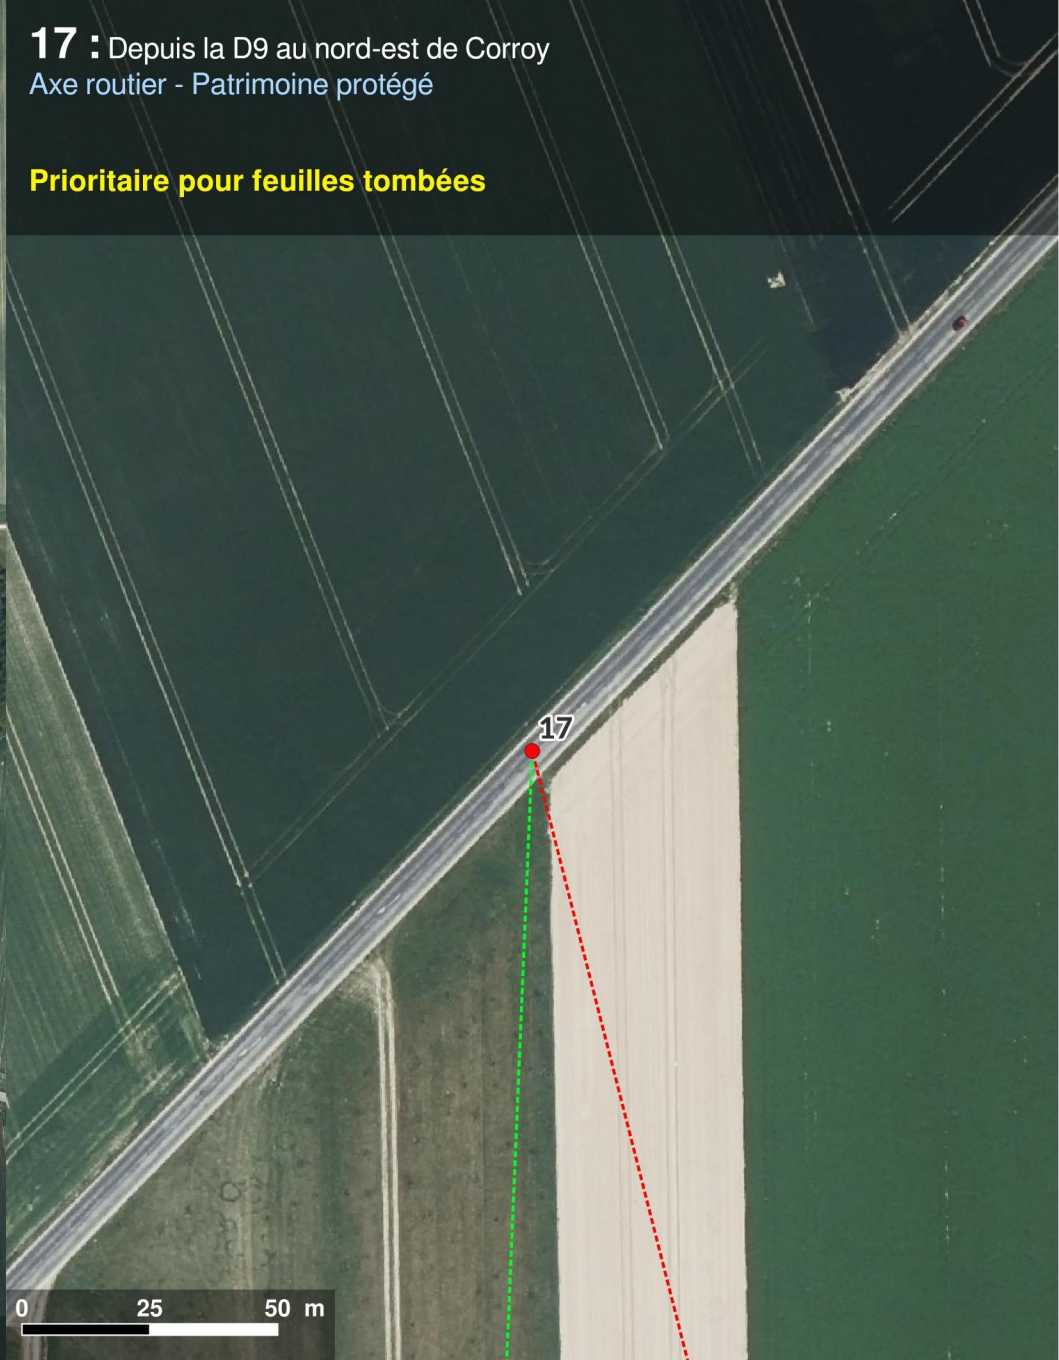 17 : Depuis la D9 au nord-est de Corroy
Axe routier - Patrimoine protégé
Prioritaire pour feuilles tombées
17
0 25 50 m